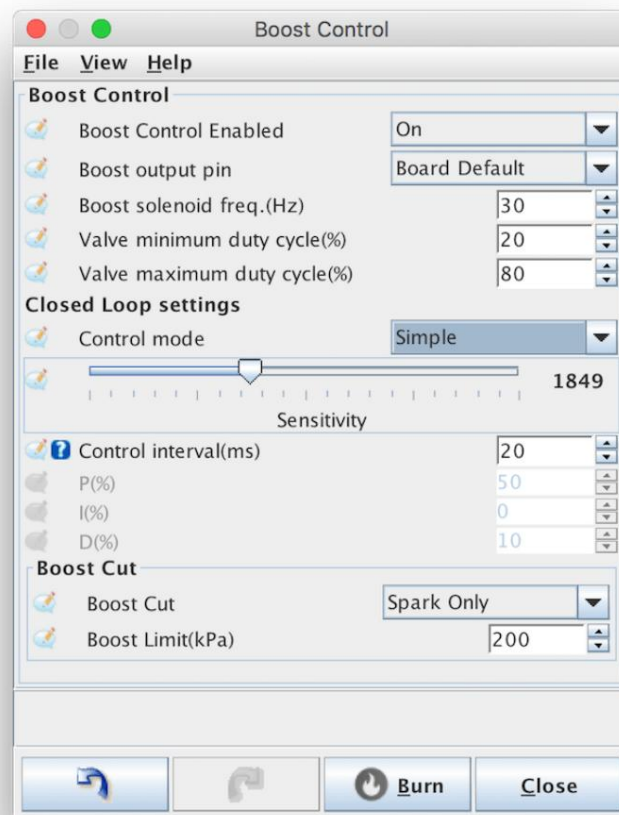 Boost Control
File View Help
Boost Control
Boost Control Enabled On
Boost output pin Board Default
Boost solenoid freq.(Hz) 30
Valve minimum duty cycle(%) 20
Valve maximum duty cycle(%) 80
Closed Loop settings
Control mode Simple
1849
Sensitivity
? Control interval(ms) 20
P(%) 50
I(%) 0
D(%) 10
Boost Cut
Boost Cut Spark Only
Boost Limit(kPa) 200
Burn Close